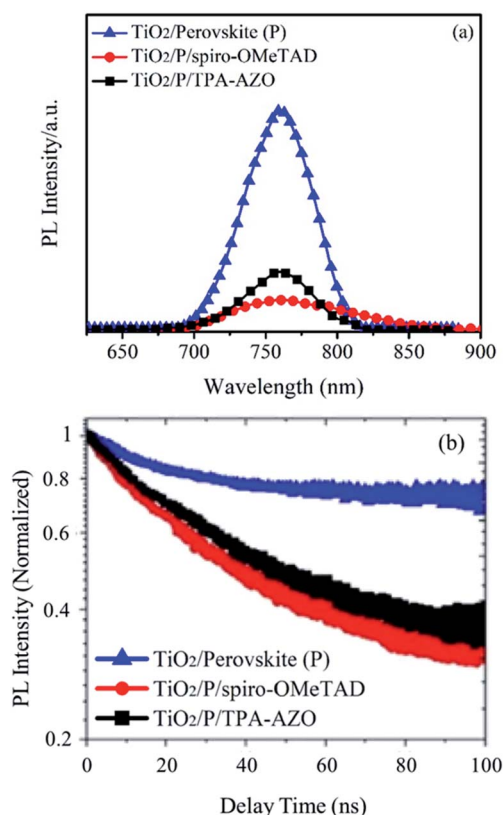 TiO2/Perovskite (P)
TiO2/P/spiro-OMeTAD
TiO2/P/TPA-AZO
(a)
PL Intensity/a.u.
650 700 750 800 850 900
Wavelength (nm)
(b)
1
0.8
0.6
0.4
0.2
PL Intensity (Normalized)
TiO2/Perovskite (P)
TiO2/P/spiro-OMeTAD
TiO2/P/TPA-AZO
0 20 40 60 80 100
Delay Time (ns)